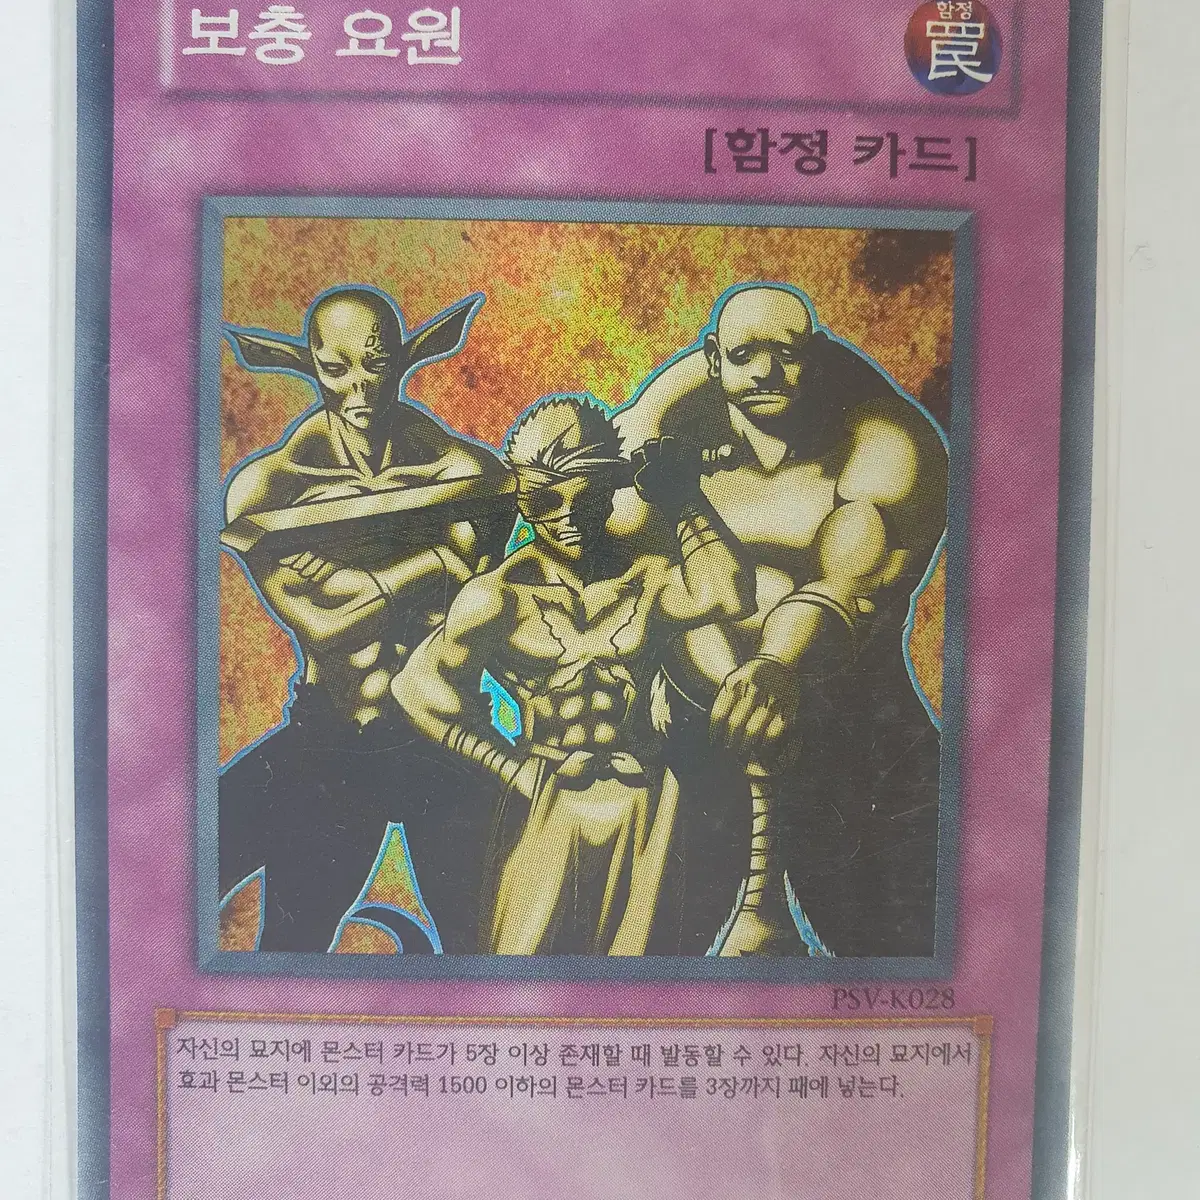 보충 요원
함정
罠
[함정 카드]
PSV-K028
자신의 묘지에 몬스터 카드가 5장 이상 존재할 때 발동할 수 있다. 자신의 묘지에서
효과 몬스터 이외의 공격력 1500 이하의 몬스터 카드를 3장까지 패에 넣는다.